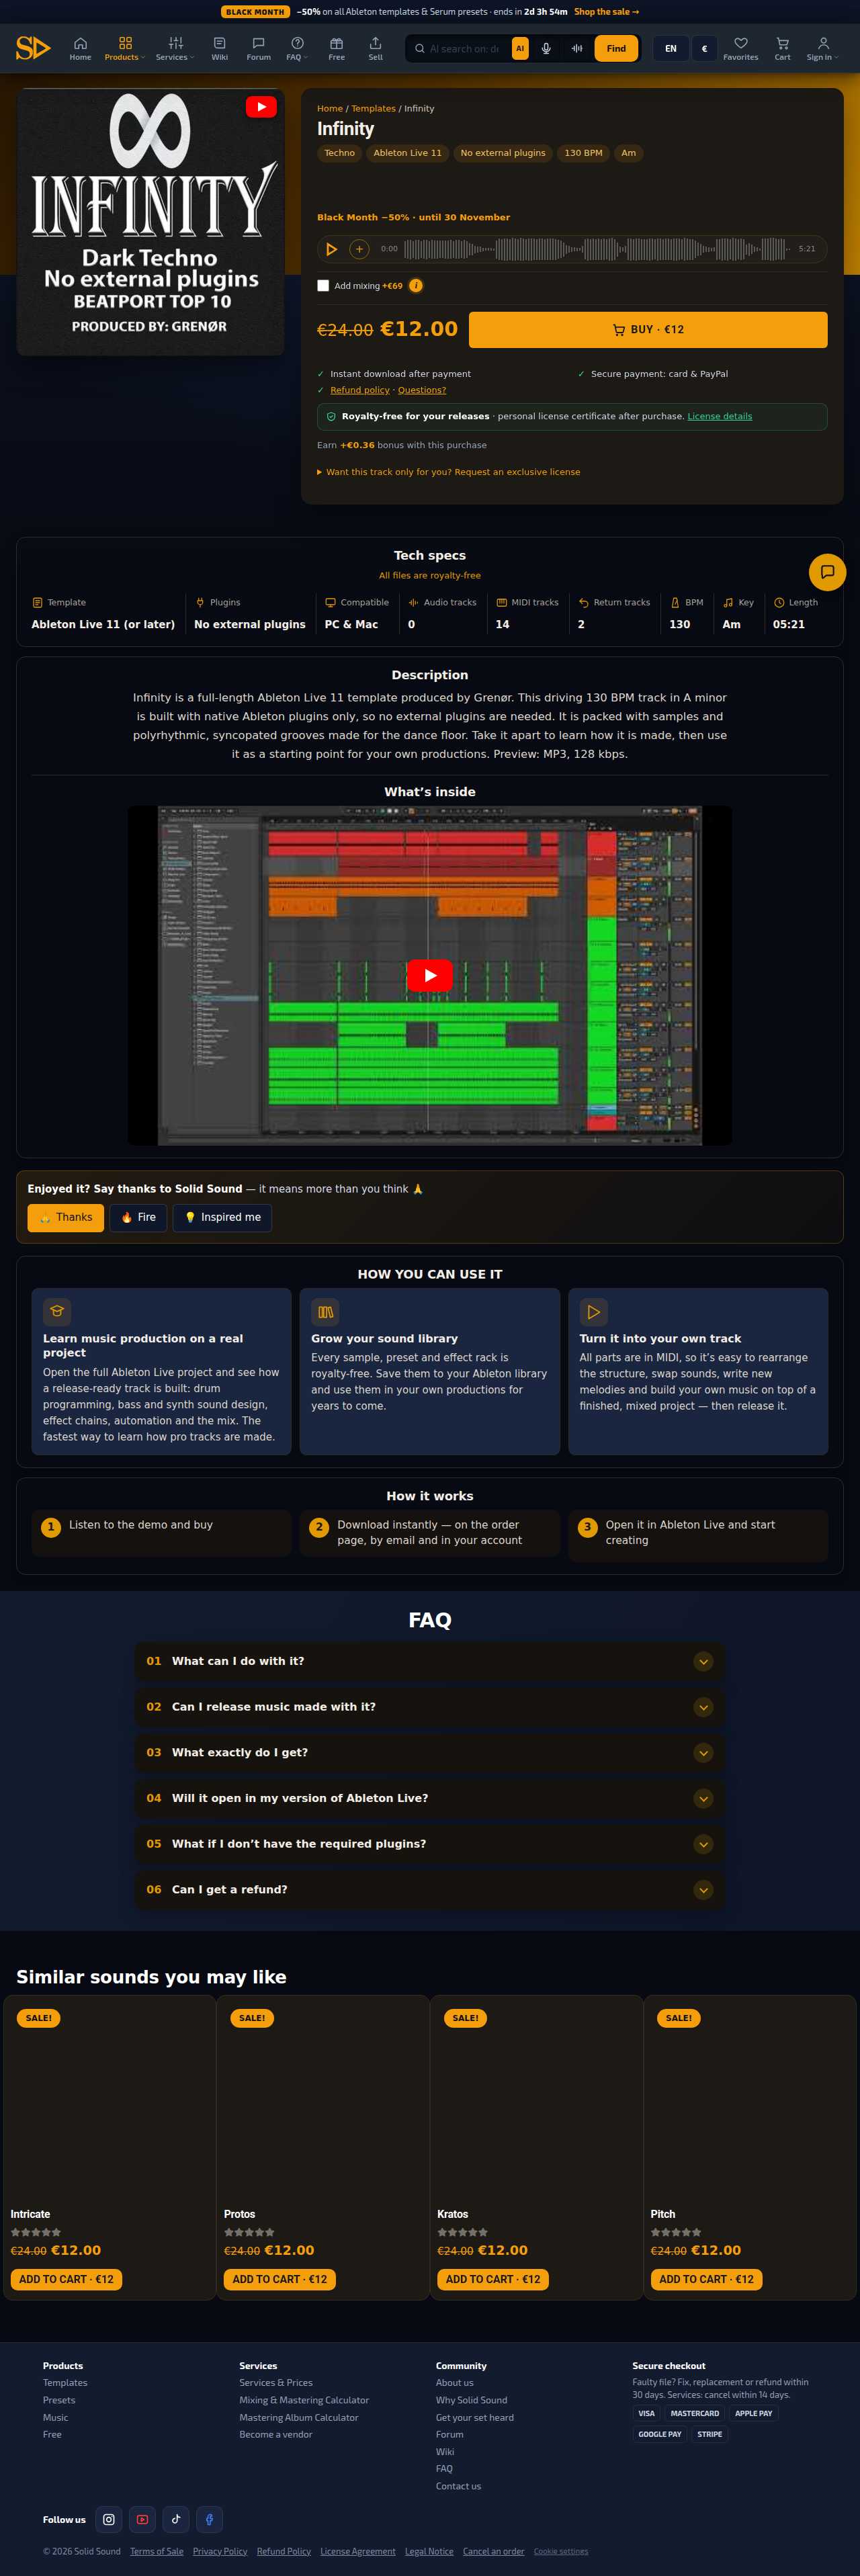 BLACK MONTH −50% on all Ableton templates & Serum presets · ends in 2d 3h 54m Shop the sale →
Home
Products
Services
Wiki
Forum
FAQ
Free
Sell
AI search on: de
AI
Find
EN
€
Favorites
Cart
Sign in
INFINITY
Dark Techno
No external plugins
BEATPORT TOP 10
PRODUCED BY: GRENØR
Home / Templates / Infinity
Infinity
Techno
Ableton Live 11
No external plugins
130 BPM
Am
Black Month −50% · until 30 November
0:00
5:21
Add mixing +€69 i
€24.00 €12.00
BUY · €12
✓ Instant download after payment
✓ Secure payment: card & PayPal
✓ Refund policy · Questions?
Royalty-free for your releases · personal license certificate after purchase. License details
Earn +€0.36 bonus with this purchase
Want this track only for you? Request an exclusive license
Tech specs
All files are royalty-free
Template
Ableton Live 11 (or later)
Plugins
No external plugins
Compatible
PC & Mac
Audio tracks
0
MIDI tracks
14
Return tracks
2
BPM
130
Key
Am
Length
05:21
Description
Infinity is a full-length Ableton Live 11 template produced by Grenør. This driving 130 BPM track in A minor
is built with native Ableton plugins only, so no external plugins are needed. It is packed with samples and
polyrhythmic, syncopated grooves made for the dance floor. Take it apart to learn how it is made, then use
it as a starting point for your own productions. Preview: MP3, 128 kbps.
What’s inside
Enjoyed it? Say thanks to Solid Sound — it means more than you think 🙏
🙏 Thanks
🔥 Fire
💡 Inspired me
HOW YOU CAN USE IT
Learn music production on a real
project
Open the full Ableton Live project and see how
a release-ready track is built: drum
programming, bass and synth sound design,
effect chains, automation and the mix. The
fastest way to learn how pro tracks are made.
Grow your sound library
Every sample, preset and effect rack is
royalty-free. Save them to your Ableton library
and use them in your own productions for
years to come.
Turn it into your own track
All parts are in MIDI, so it’s easy to rearrange
the structure, swap sounds, write new
melodies and build your own music on top of a
finished, mixed project — then release it.
How it works
1 Listen to the demo and buy
2 Download instantly — on the order
page, by email and in your account
3 Open it in Ableton Live and start
creating
FAQ
01 What can I do with it?
02 Can I release music made with it?
03 What exactly do I get?
04 Will it open in my version of Ableton Live?
05 What if I don’t have the required plugins?
06 Can I get a refund?
Similar sounds you may like
SALE!
SALE!
SALE!
SALE!
Intricate
€24.00 €12.00
ADD TO CART · €12
Protos
€24.00 €12.00
ADD TO CART · €12
Kratos
€24.00 €12.00
ADD TO CART · €12
Pitch
€24.00 €12.00
ADD TO CART · €12
Products
Templates
Presets
Music
Free
Services
Services & Prices
Mixing & Mastering Calculator
Mastering Album Calculator
Become a vendor
Community
About us
Why Solid Sound
Get your set heard
Forum
Wiki
FAQ
Contact us
Secure checkout
Faulty file? Fix, replacement or refund within
30 days. Services: cancel within 14 days.
VISA
MASTERCARD
APPLE PAY
GOOGLE PAY
STRIPE
Follow us
© 2026 Solid Sound Terms of Sale Privacy Policy Refund Policy License Agreement Legal Notice Cancel an order Cookie settings